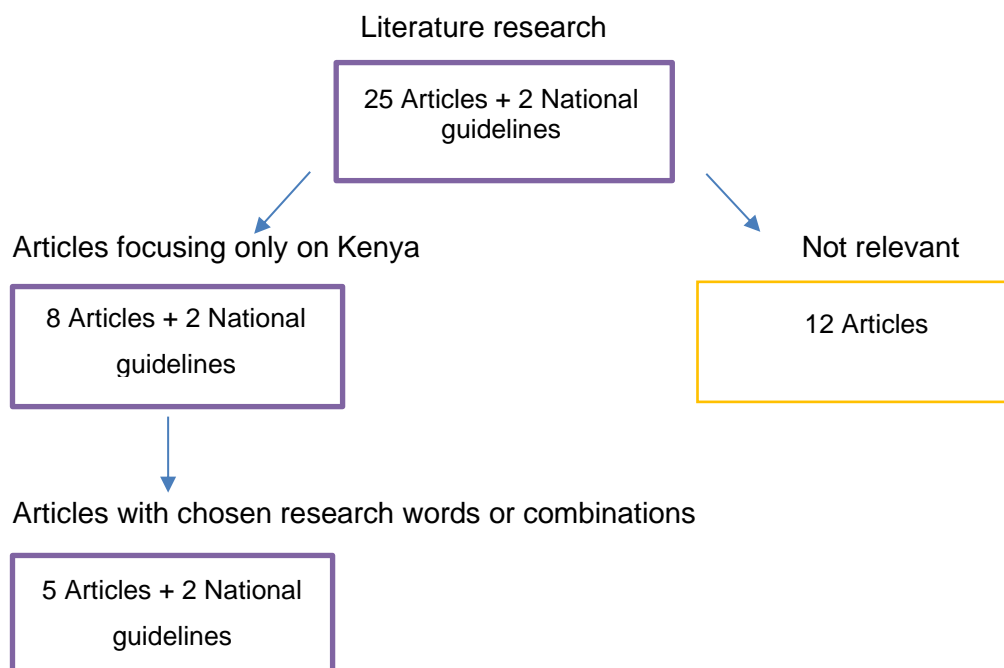 Literature research
25 Articles + 2 National
guidelines
Articles focusing only on Kenya
Not relevant
8 Articles + 2 National
guidelines
12 Articles
Articles with chosen research words or combinations
5 Articles + 2 National
guidelines